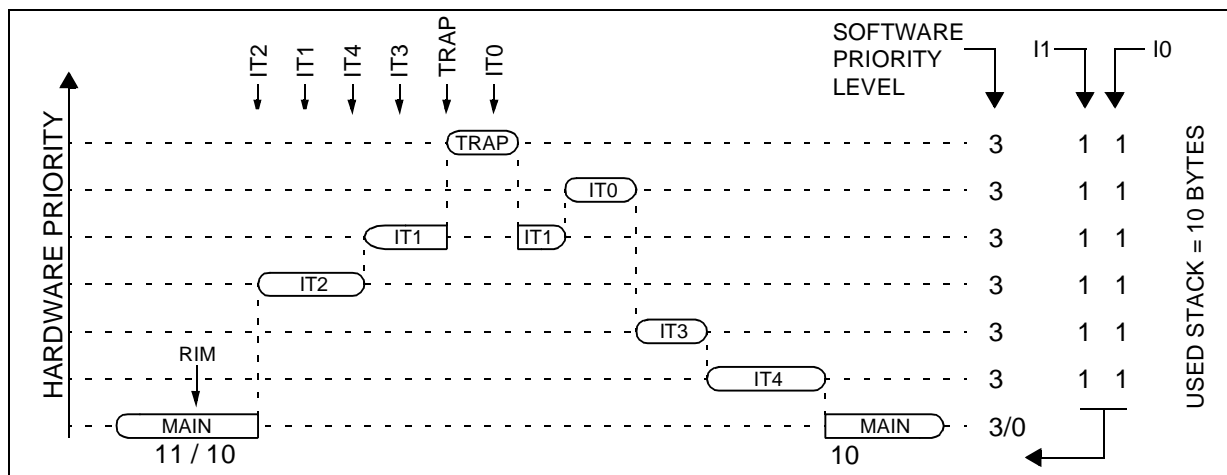 SOFTWARE
PRIORITY
LEVEL
I1
I0
IT2
IT1
IT4
IT3
TRAP
IT0
HARDWARE PRIORITY
TRAP
3
1 1
IT0
3
1 1
IT1
IT1
3
1 1
IT2
3
1 1
IT3
3
1 1
RIM
IT4
3
1 1
MAIN
MAIN
3/0
11 / 10
10
USED STACK = 10 BYTES